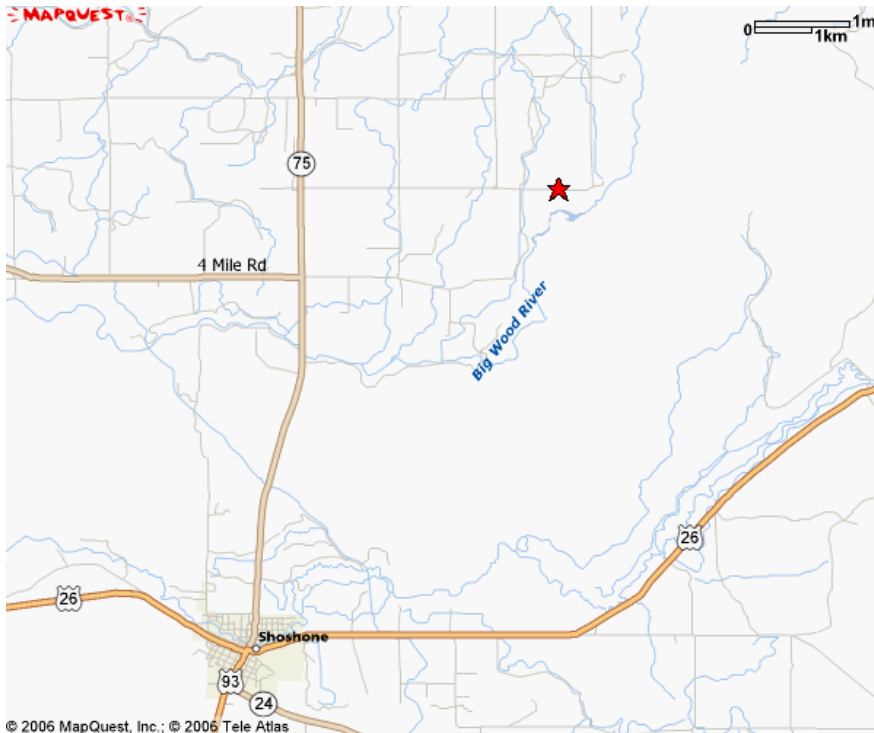 MAPQUEST®
0 1m
1km
75
4 Mile Rd
Big Wood River
26
26
Shoshone
93
24
© 2006 MapQuest, Inc.; © 2006 Tele Atlas